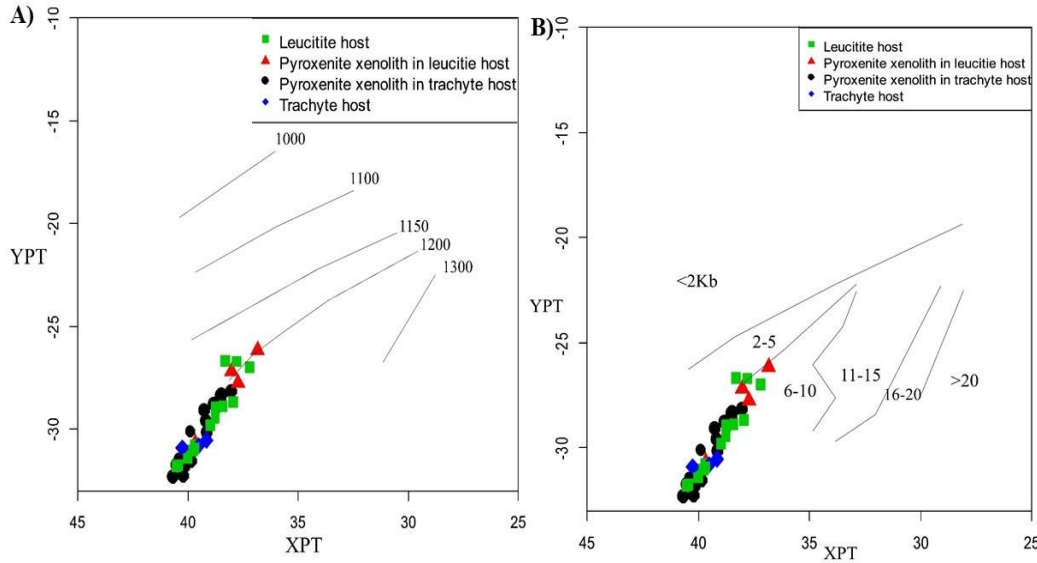 A)
-10
Leucitite host
Pyroxenite xenolith in leucitie host
Pyroxenite xenolith in trachyte host
Trachyte host
-15
1000
1100
-20
1150
YPT
1200
1300
-25
-30
45
40
35
30
25
XPT
B)
-10
Leucitite host
Pyroxenite xenolith in leucitie host
Pyroxenite xenolith in trachyte host
Trachyte host
-15
-20
<2Kb
YPT
-25
2-5
6-10
11-15
16-20
>20
-30
45
40
35
30
25
XPT